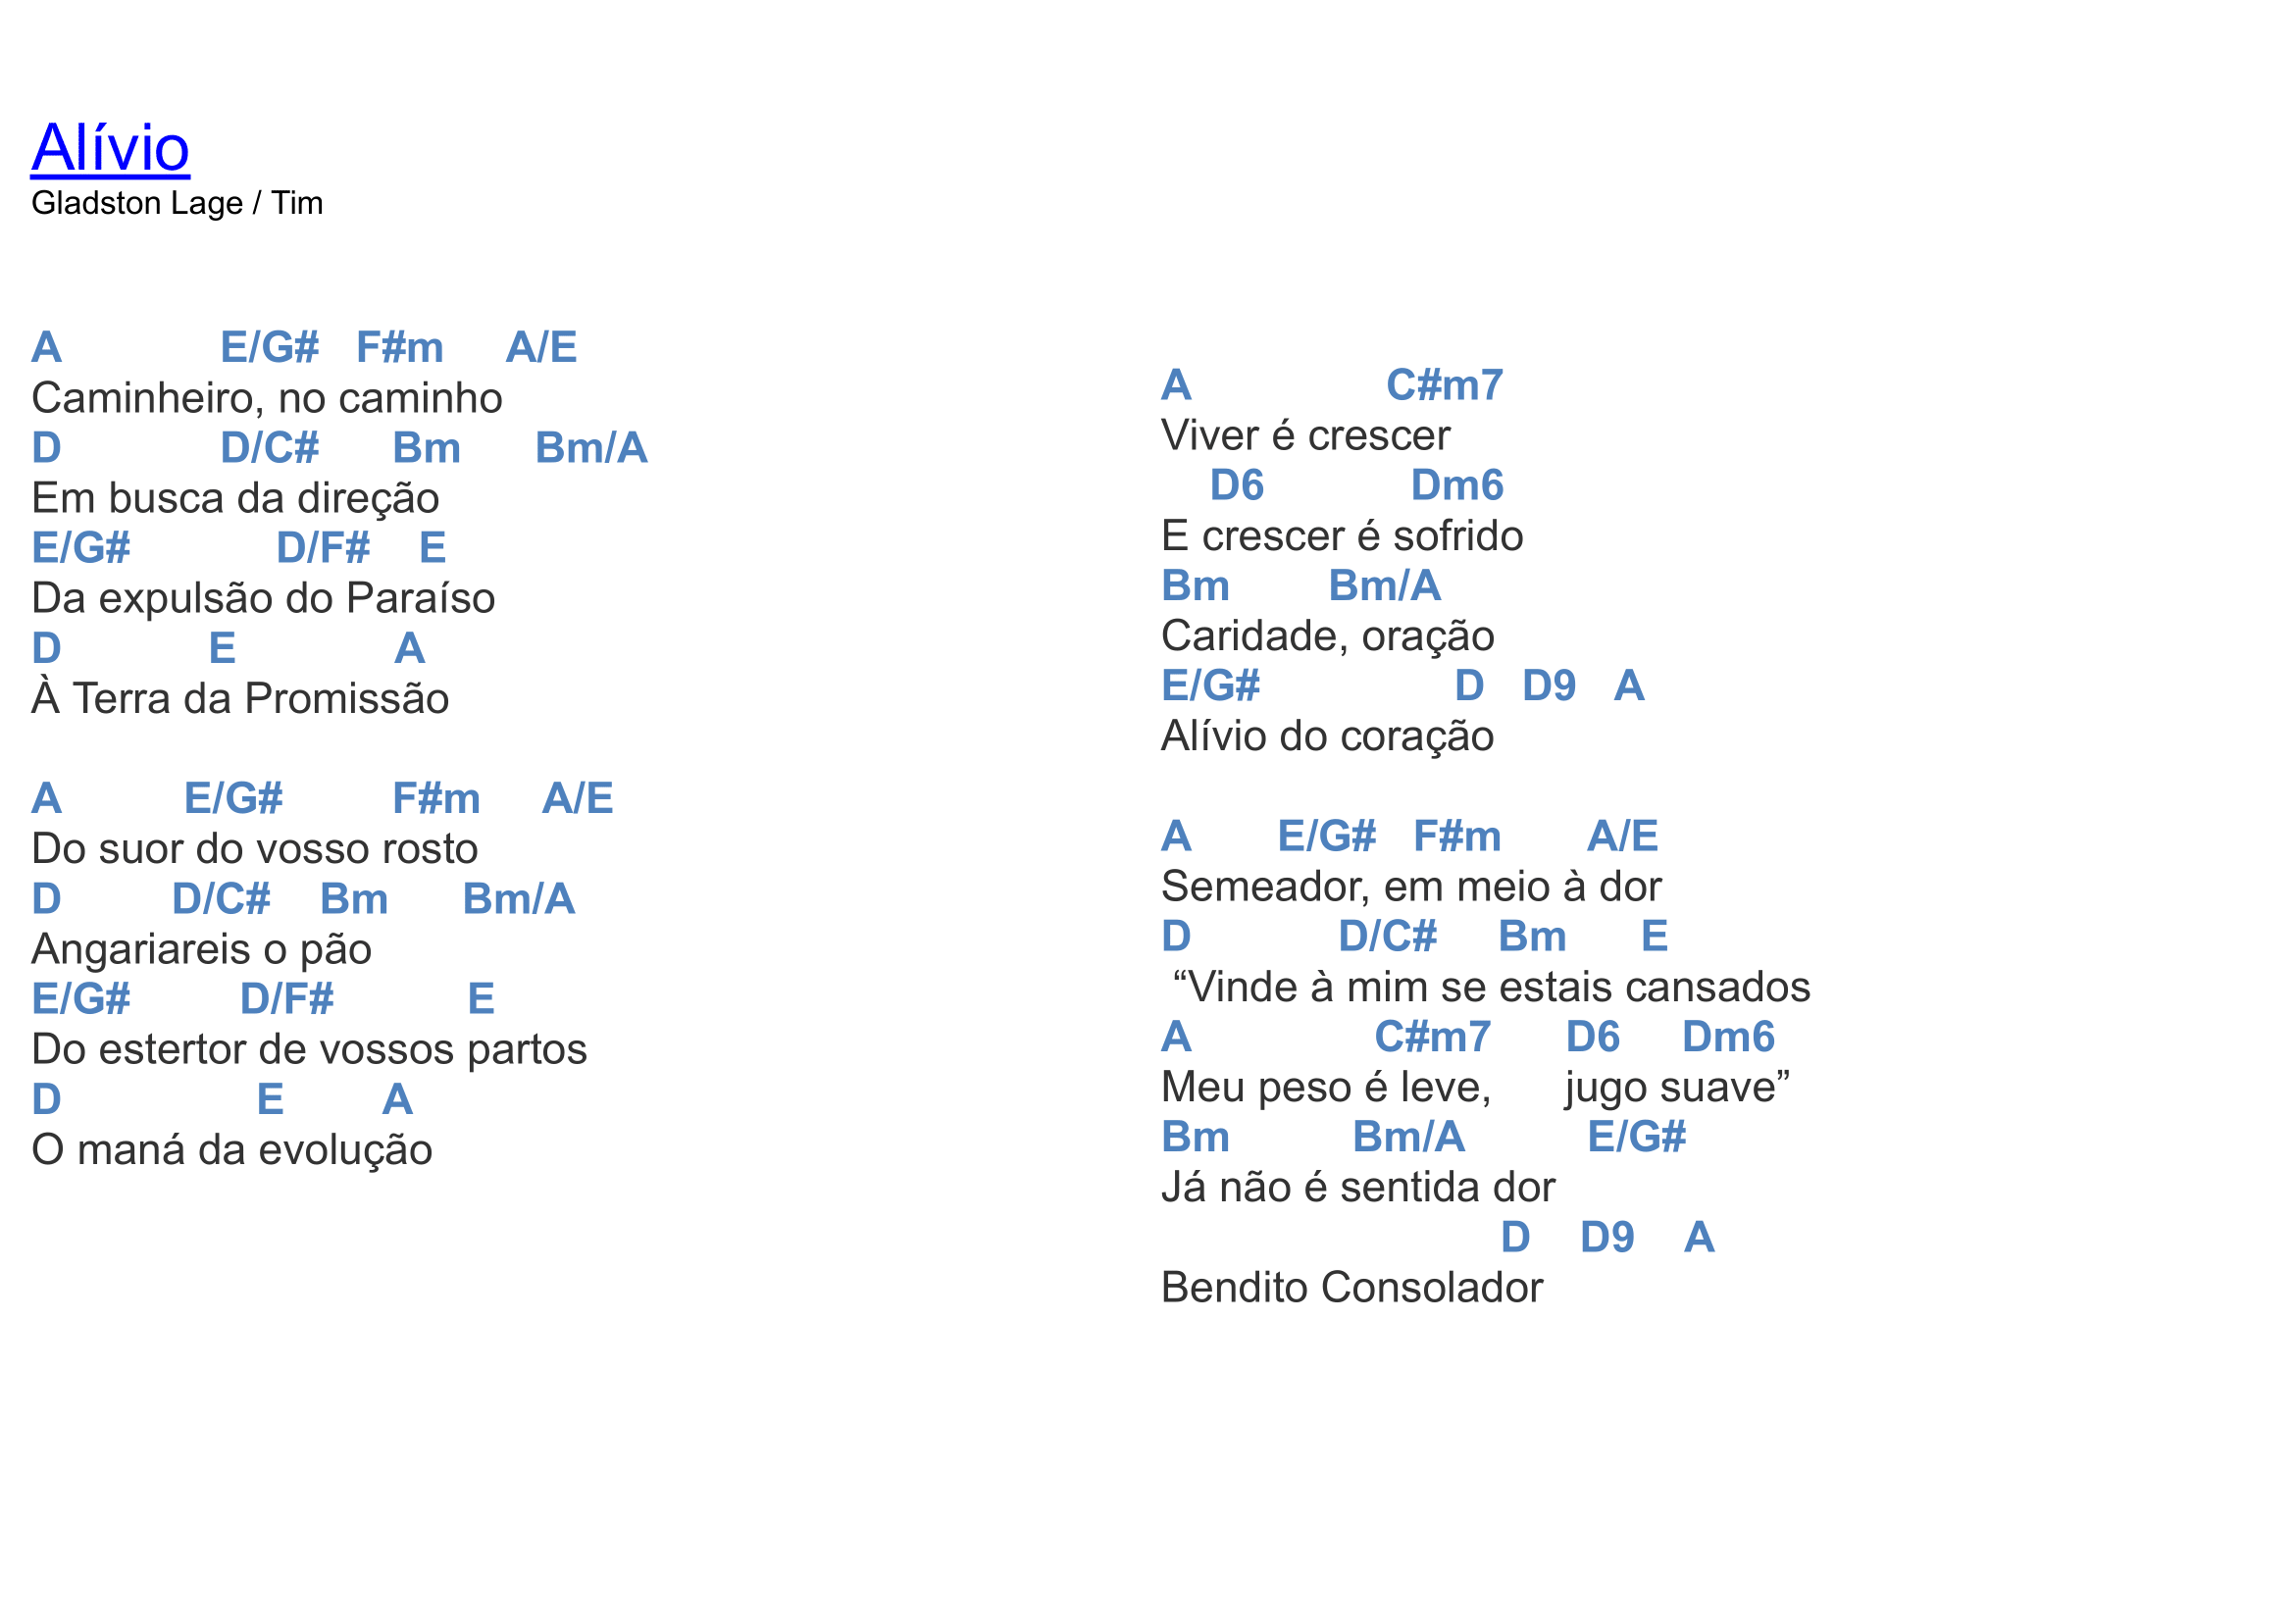 Alívio
Gladston Lage / Tim
A E/G# F#m A/E
Caminheiro, no caminho
D D/C# Bm Bm/A
Em busca da direção
E/G# D/F# E
Da expulsão do Paraíso
D E A
À Terra da Promissão
A E/G# F#m A/E
Do suor do vosso rosto
D D/C# Bm Bm/A
Angariareis o pão
E/G# D/F# E
Do estertor de vossos partos
D E A
O maná da evolução
A C#m7
Viver é crescer
D6 Dm6
E crescer é sofrido
Bm Bm/A
Caridade, oração
E/G# D D9 A
Alívio do coração
A E/G# F#m A/E
Semeador, em meio à dor
D D/C# Bm E
“Vinde à mim se estais cansados
A C#m7 D6 Dm6
Meu peso é leve, jugo suave”
Bm Bm/A E/G#
Já não é sentida dor
D D9 A
Bendito Consolador